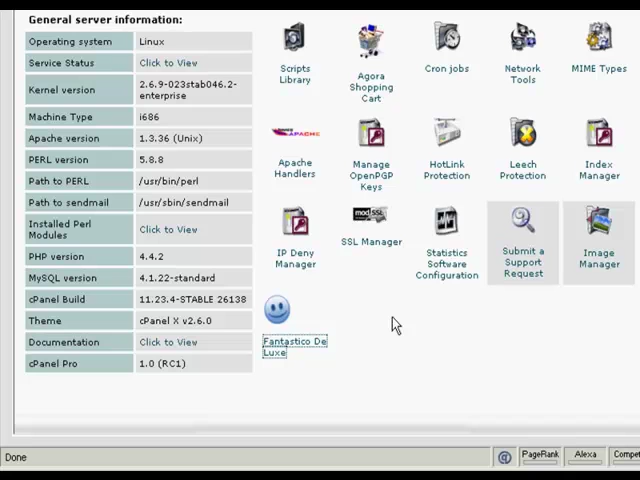 General server information:
Operating system Linux
Service Status Click to View
Kernel version 2.6.9-023stab046.2-
enterprise
Machine Type i686
Apache version 1.3.36 (Unix)
PERL version 5.8.8
Path to PERL /usr/bin/perl
Path to sendmail /usr/sbin/sendmail
Installed Perl
Modules Click to View
PHP version 4.4.2
MySQL version 4.1.22-standard
cPanel Build 11.23.4-STABLE 26138
Theme cPanel X v2.6.0
Documentation Click to View
cPanel Pro 1.0 (RC1)
Scripts
Library
Agora
Shopping
Cart
Cron jobs
Network
Tools
MIME Types
APACHE
Apache
Handlers
Manage
OpenPGP
Keys
HotLink
Protection
Leech
Protection
Index
Manager
IP Deny
Manager
mod SSL
SSL Manager
Statistics
Software
Configuration
Submit a
Support
Request
Image
Manager
Fantastico De
Luxe
Done
@
PageRank
Alexa
Compet